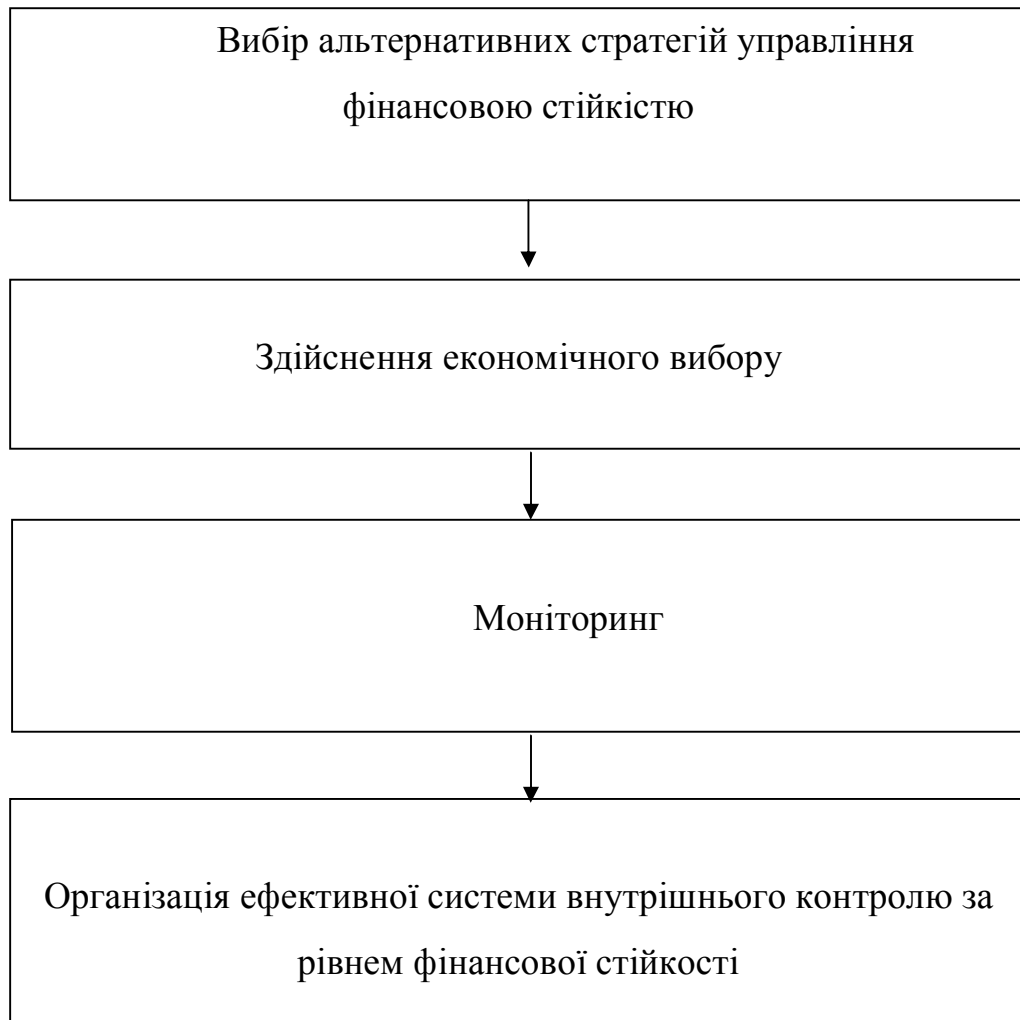 Вибір альтернативних стратегій управління
фінансовою стійкістю
Здійснення економічного вибору
Моніторинг
Організація ефективної системи внутрішнього контролю за
рівнем фінансової стійкості